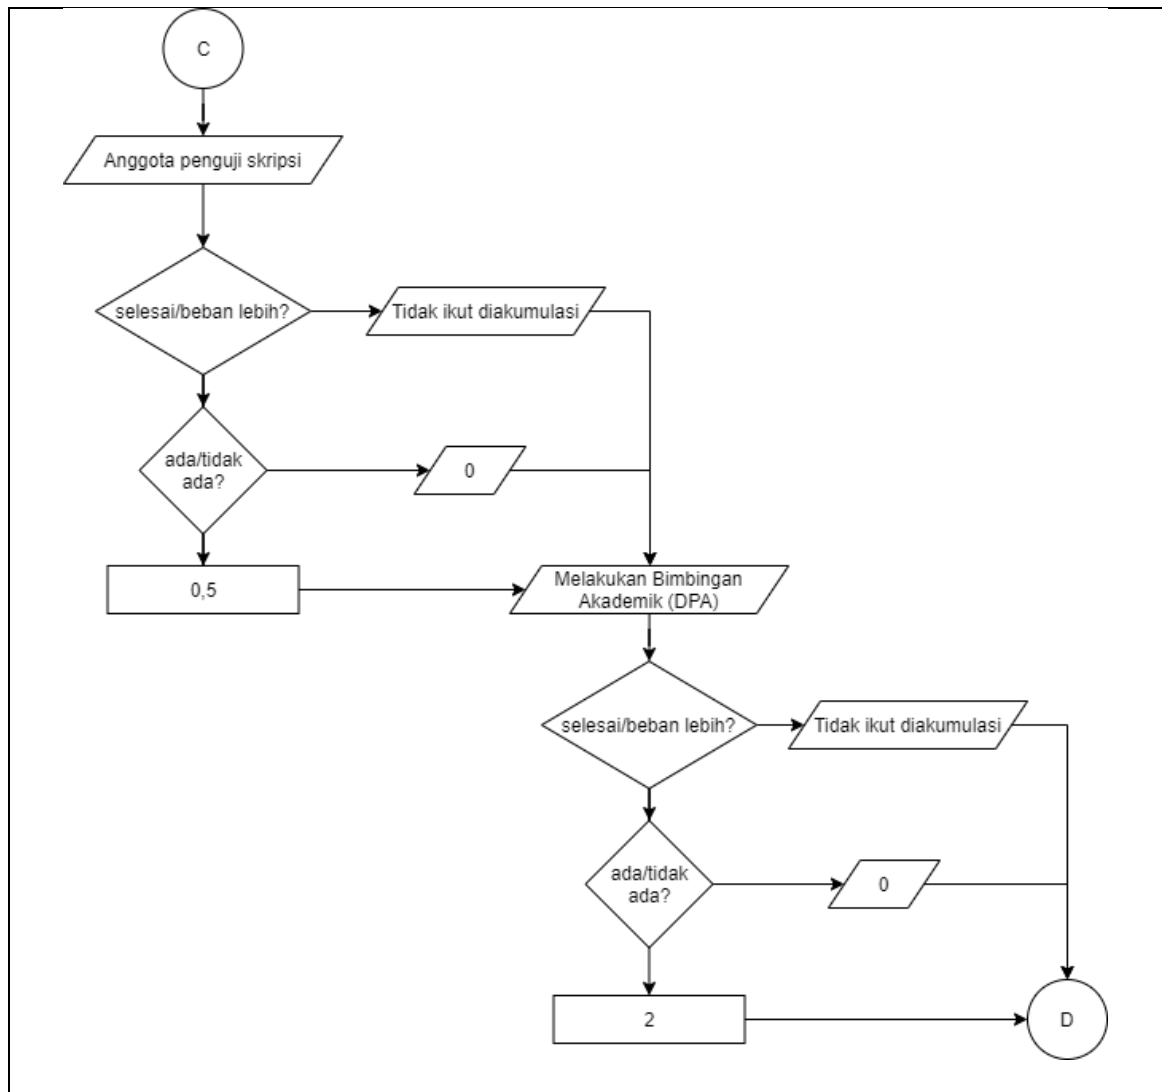 C
Anggota penguji skripsi
selesai/beban lebih?
Tidak ikut diakumulasi
ada/tidak
ada?
0
0,5
Melakukan Bimbingan
Akademik (DPA)
selesai/beban lebih?
Tidak ikut diakumulasi
ada/tidak
ada?
0
2
D